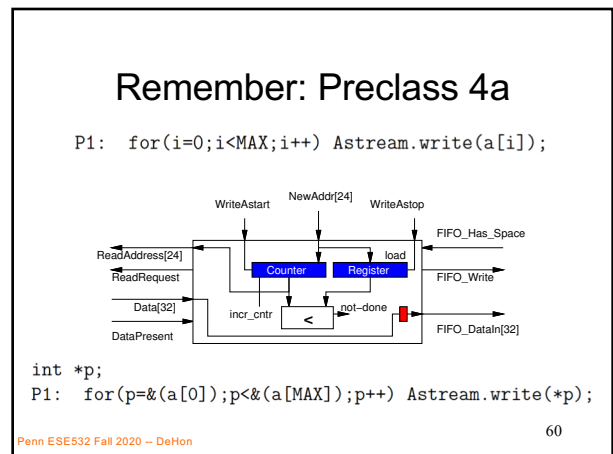 Remember: Preclass 4a
P1: for(i=0;i<MAX;i++) Astream.write(a[i]);
WriteAstart
NewAddr[24]
WriteAstop
FIFO_Has_Space
ReadAddress[24]
load
Counter
Register
ReadRequest
FIFO_Write
Data[32]
incr_cntr
<
not-done
DataPresent
FIFO_DataIn[32]
int *p;
P1: for(p=&(a[0]);p<&(a[MAX]);p++) Astream.write(*p);
Penn ESE532 Fall 2020 -- DeHon
60